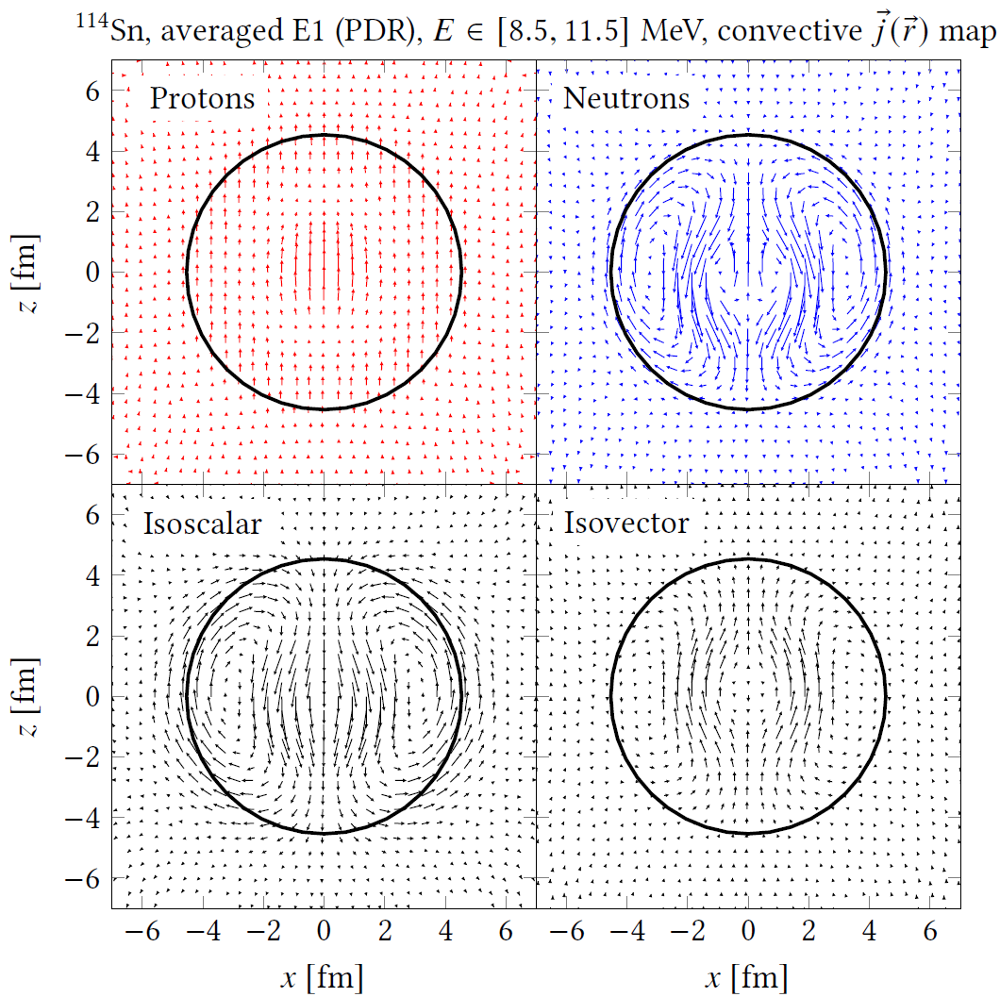 ¹¹⁴Sn, averaged E1 (PDR), E ∈ [8.5, 11.5] MeV, convective j⃗(r⃗) map
Protons
Neutrons
6
4
2
0
−2
−4
−6
z [fm]
Isoscalar
Isovector
6
4
2
0
−2
−4
−6
z [fm]
−6 −4 −2 0 2 4 6
−6 −4 −2 0 2 4 6
x [fm]
x [fm]